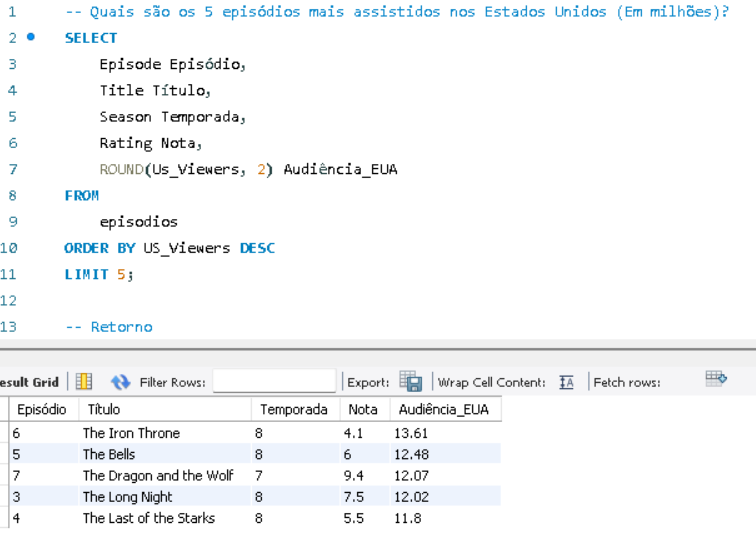 1 -- Quais são os 5 episódios mais assistidos nos Estados Unidos (Em milhões)?
2 SELECT
3 Episode Episódio,
4 Title Título,
5 Season Temporada,
6 Rating Nota,
7 ROUND(Us_Viewers, 2) Audiência_EUA
8 FROM
9 episodios
10 ORDER BY US_Viewers DESC
11 LIMIT 5;
12
13 -- Retorno
esult Grid Filter Rows: Export: Wrap Cell Content: Fetch rows:
Episódio Título Temporada Nota Audiência_EUA
6 The Iron Throne 8 4.1 13.61
5 The Bells 8 6 12.48
7 The Dragon and the Wolf 7 9.4 12.07
3 The Long Night 8 7.5 12.02
4 The Last of the Starks 8 5.5 11.8